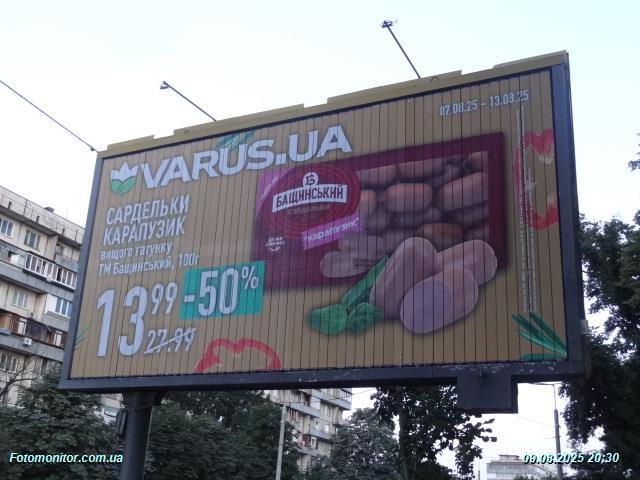 07.08.25 - 13.08.25
VARUS.UA
САРДЕЛЬКИ
КАРАПУЗИК
вищого ґатунку
ТМ Бащинський, 100г
13 99
-50%
27.99
Б
БАЩИНСЬКИЙ
САРДЕЛЬКИ
"карапузик"
Fotomonitor.com.ua
09.08.2025 20:30